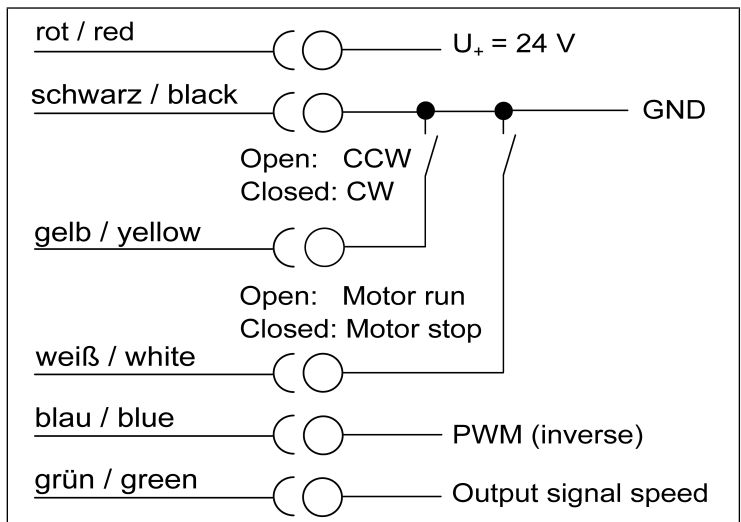 rot / red
U+ = 24 V
schwarz / black
GND
Open: CCW
Closed: CW
gelb / yellow
Open: Motor run
Closed: Motor stop
weiß / white
blau / blue
PWM (inverse)
grün / green
Output signal speed